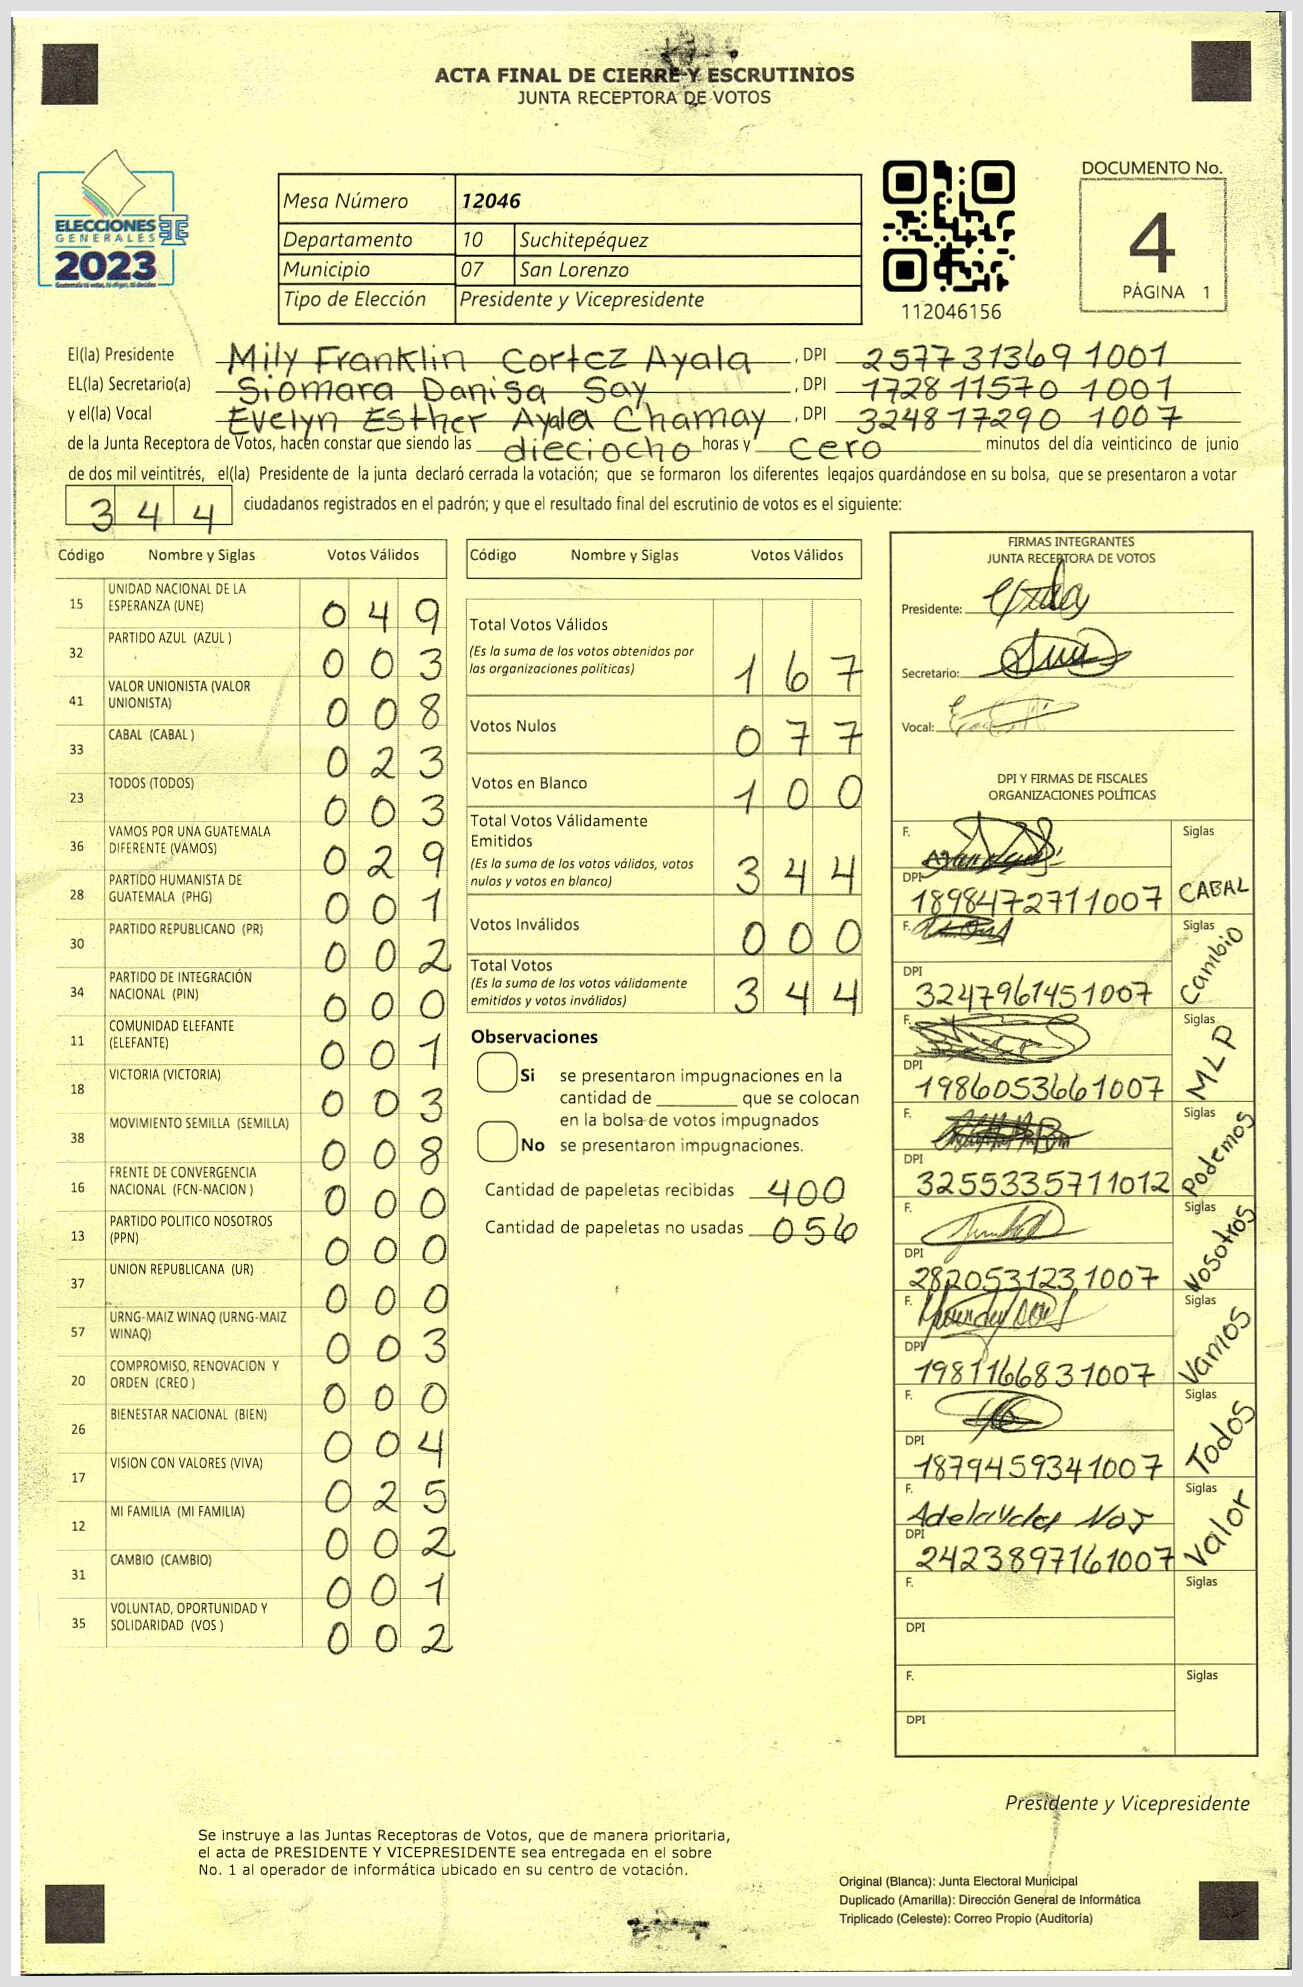 ACTA FINAL DE CIERRE Y ESCRUTINIOS
JUNTA RECEPTORA DE VOTOS
ELECCIONES
GENERALES
2023
Mesa Número 12046
Departamento 10 Suchitepéquez
Municipio 07 San Lorenzo
Tipo de Elección Presidente y Vicepresidente
112046156
DOCUMENTO No.
4
PÁGINA 1
El(la) Presidente Mily Franklin Cortez Ayala, DPI 257731369 1001
EL(la) Secretario(a) Siomara Danisa Say, DPI 172811570 1001
y el(la) Vocal Evelyn Esther Ayala Chamay, DPI 324817290 1007
de la Junta Receptora de Votos, hacen constar que siendo las dieciocho horas y cero minutos del día veinticinco de junio
de dos mil veintitrés, el(la) Presidente de la junta declaró cerrada la votación; que se formaron los diferentes legajos quardándose en su bolsa, que se presentaron a votar
344 ciudadanos registrados en el padrón; y que el resultado final del escrutinio de votos es el siguiente:
Código Nombre y Siglas Votos Válidos
15 UNIDAD NACIONAL DE LA ESPERANZA (UNE) 049
32 PARTIDO AZUL (AZUL ) 003
41 VALOR UNIONISTA (VALOR UNIONISTA) 008
33 CABAL (CABAL ) 023
23 TODOS (TODOS) 003
36 VAMOS POR UNA GUATEMALA DIFERENTE (VAMOS) 029
28 PARTIDO HUMANISTA DE GUATEMALA (PHG) 001
30 PARTIDO REPUBLICANO (PR) 002
34 PARTIDO DE INTEGRACIÓN NACIONAL (PIN) 000
11 COMUNIDAD ELEFANTE (ELEFANTE) 001
18 VICTORIA (VICTORIA) 003
38 MOVIMIENTO SEMILLA (SEMILLA) 008
16 FRENTE DE CONVERGENCIA NACIONAL (FCN-NACION ) 000
13 PARTIDO POLITICO NOSOTROS (PPN) 000
37 UNION REPUBLICANA (UR) 000
57 URNG-MAIZ WINAQ (URNG-MAIZ WINAQ) 003
20 COMPROMISO, RENOVACION Y ORDEN (CREO ) 000
26 BIENESTAR NACIONAL (BIEN) 004
17 VISION CON VALORES (VIVA) 025
12 MI FAMILIA (MI FAMILIA) 002
31 CAMBIO (CAMBIO) 001
35 VOLUNTAD, OPORTUNIDAD Y SOLIDARIDAD (VOS ) 002
Código Nombre y Siglas Votos Válidos
Total Votos Válidos
(Es la suma de los votos obtenidos por
las organizaciones políticas) 167
Votos Nulos 077
Votos en Blanco 100
Total Votos Válidamente
Emitidos
(Es la suma de los votos válidos, votos
nulos y votos en blanco) 344
Votos Inválidos 000
Total Votos
(Es la suma de los votos válidamente
emitidos y votos inválidos) 344
Observaciones
Si se presentaron impugnaciones en la
cantidad de ________ que se colocan
en la bolsa de votos impugnados
No se presentaron impugnaciones.
Cantidad de papeletas recibidas 400
Cantidad de papeletas no usadas 056
FIRMAS INTEGRANTES
JUNTA RECEPTORA DE VOTOS
Presidente:
Secretario:
Vocal:
DPI Y FIRMAS DE FISCALES
ORGANIZACIONES POLÍTICAS
F. Siglas
DPI 1898472711007 CABAL
F. Siglas
DPI 3247961451007 Cambio
F. Siglas
DPI 1986053661007 MLP
F. Siglas
DPI 3255335711012 Podemos
F. Siglas
DPI 2820531231007 Nosotros
F. Siglas
DPI 1981166831007 Vamos
F. Siglas
DPI 1879459341007 Todos
F. Siglas
DPI 2423897161007 Valor
F. Siglas
DPI
F. Siglas
DPI
Presidente y Vicepresidente
Se instruye a las Juntas Receptoras de Votos, que de manera prioritaria,
el acta de PRESIDENTE Y VICEPRESIDENTE sea entregada en el sobre
No. 1 al operador de informática ubicado en su centro de votación.
Original (Blanca): Junta Electoral Municipal
Duplicado (Amarilla): Dirección General de Informática
Triplicado (Celeste): Correo Propio (Auditoría)